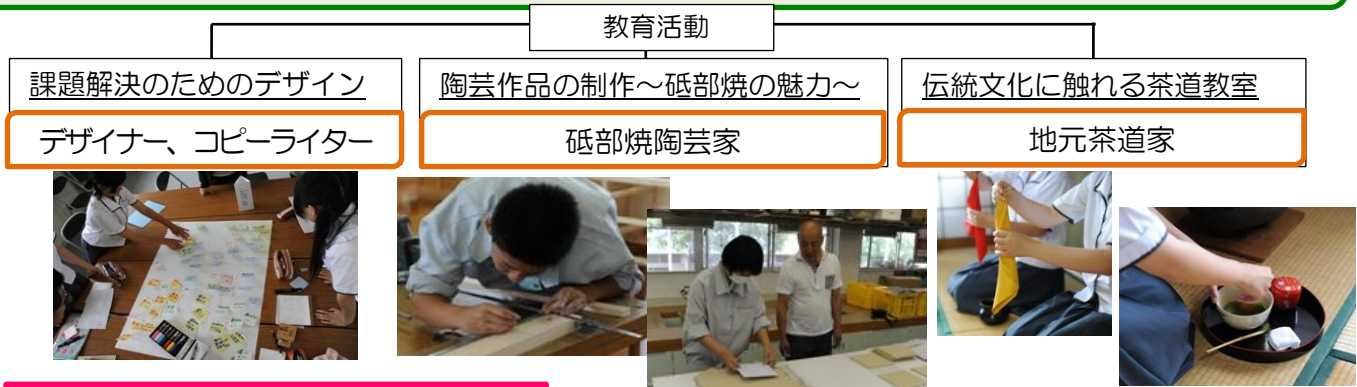 教育活動
課題解決のためのデザイン
デザイナー、コピーライター
陶芸作品の制作～砥部焼の魅力～
砥部焼陶芸家
伝統文化に触れる茶道教室
地元茶道家